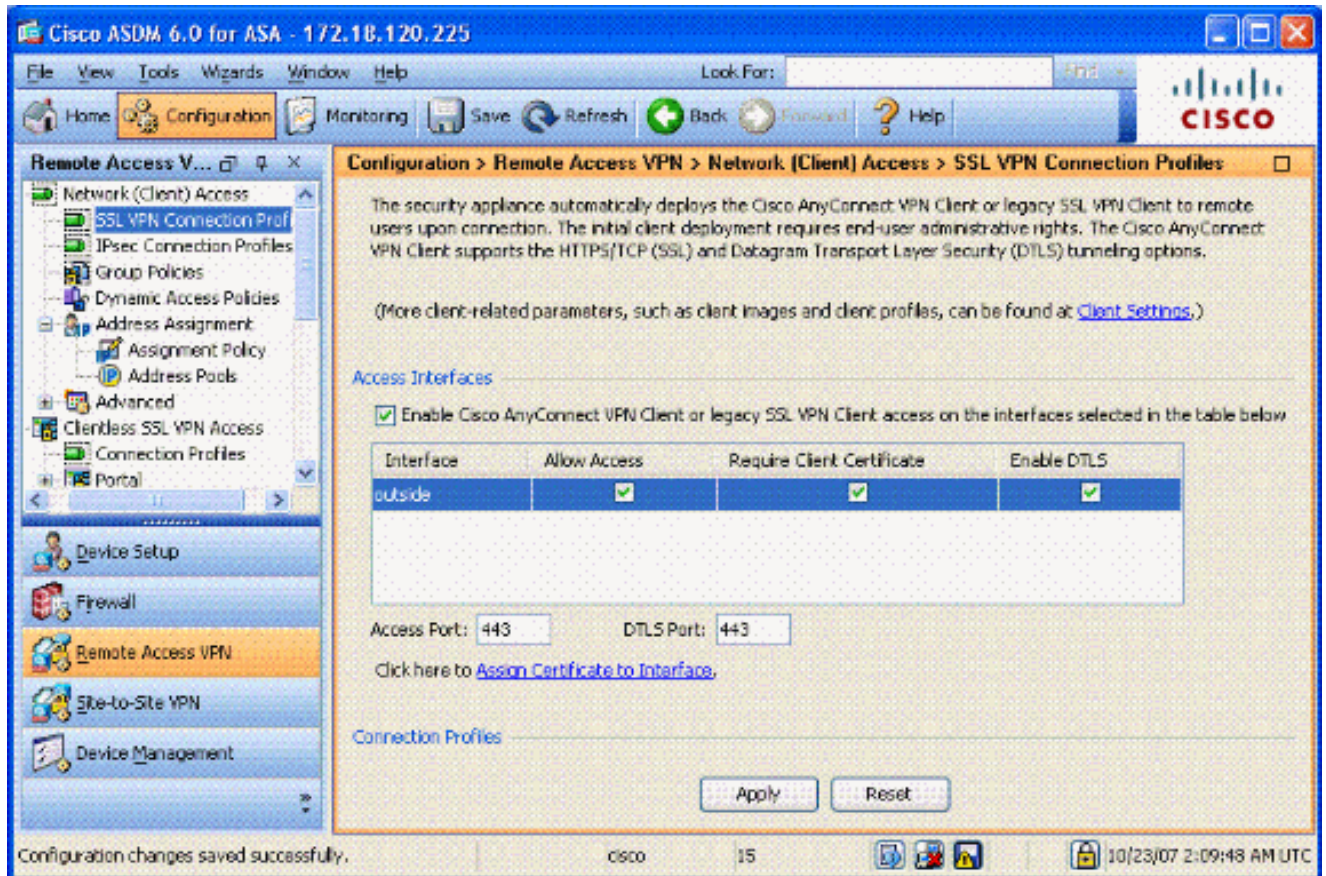 Cisco ASDM 6.0 for ASA - 172.18.120.225
File View Tools Wizards Window Help Look For: Find
Home Configuration Monitoring Save Refresh Back Forward Help
CISCO
Remote Access V...
Network (Client) Access
SSL VPN Connection Prof
IPsec Connection Profiles
Group Policies
Dynamic Access Policies
Address Assignment
Assignment Policy
Address Pools
Advanced
Clientless SSL VPN Access
Connection Profiles
Portal
Device Setup
Firewall
Remote Access VPN
Site-to-Site VPN
Device Management
Configuration > Remote Access VPN > Network (Client) Access > SSL VPN Connection Profiles
The security appliance automatically deploys the Cisco AnyConnect VPN Client or legacy SSL VPN Client to remote
users upon connection. The initial client deployment requires end-user administrative rights. The Cisco AnyConnect
VPN Client supports the HTTPS/TCP (SSL) and Datagram Transport Layer Security (DTLS) tunneling options.
(More client-related parameters, such as client images and client profiles, can be found at Client Settings.)
Access Interfaces
Enable Cisco AnyConnect VPN Client or legacy SSL VPN Client access on the interfaces selected in the table below
Interface Allow Access Require Client Certificate Enable DTLS
outside
Access Port: 443 DTLS Port: 443
Click here to Assign Certificate to Interface.
Connection Profiles
Apply Reset
Configuration changes saved successfully. cisco 15 10/23/07 2:09:48 AM UTC